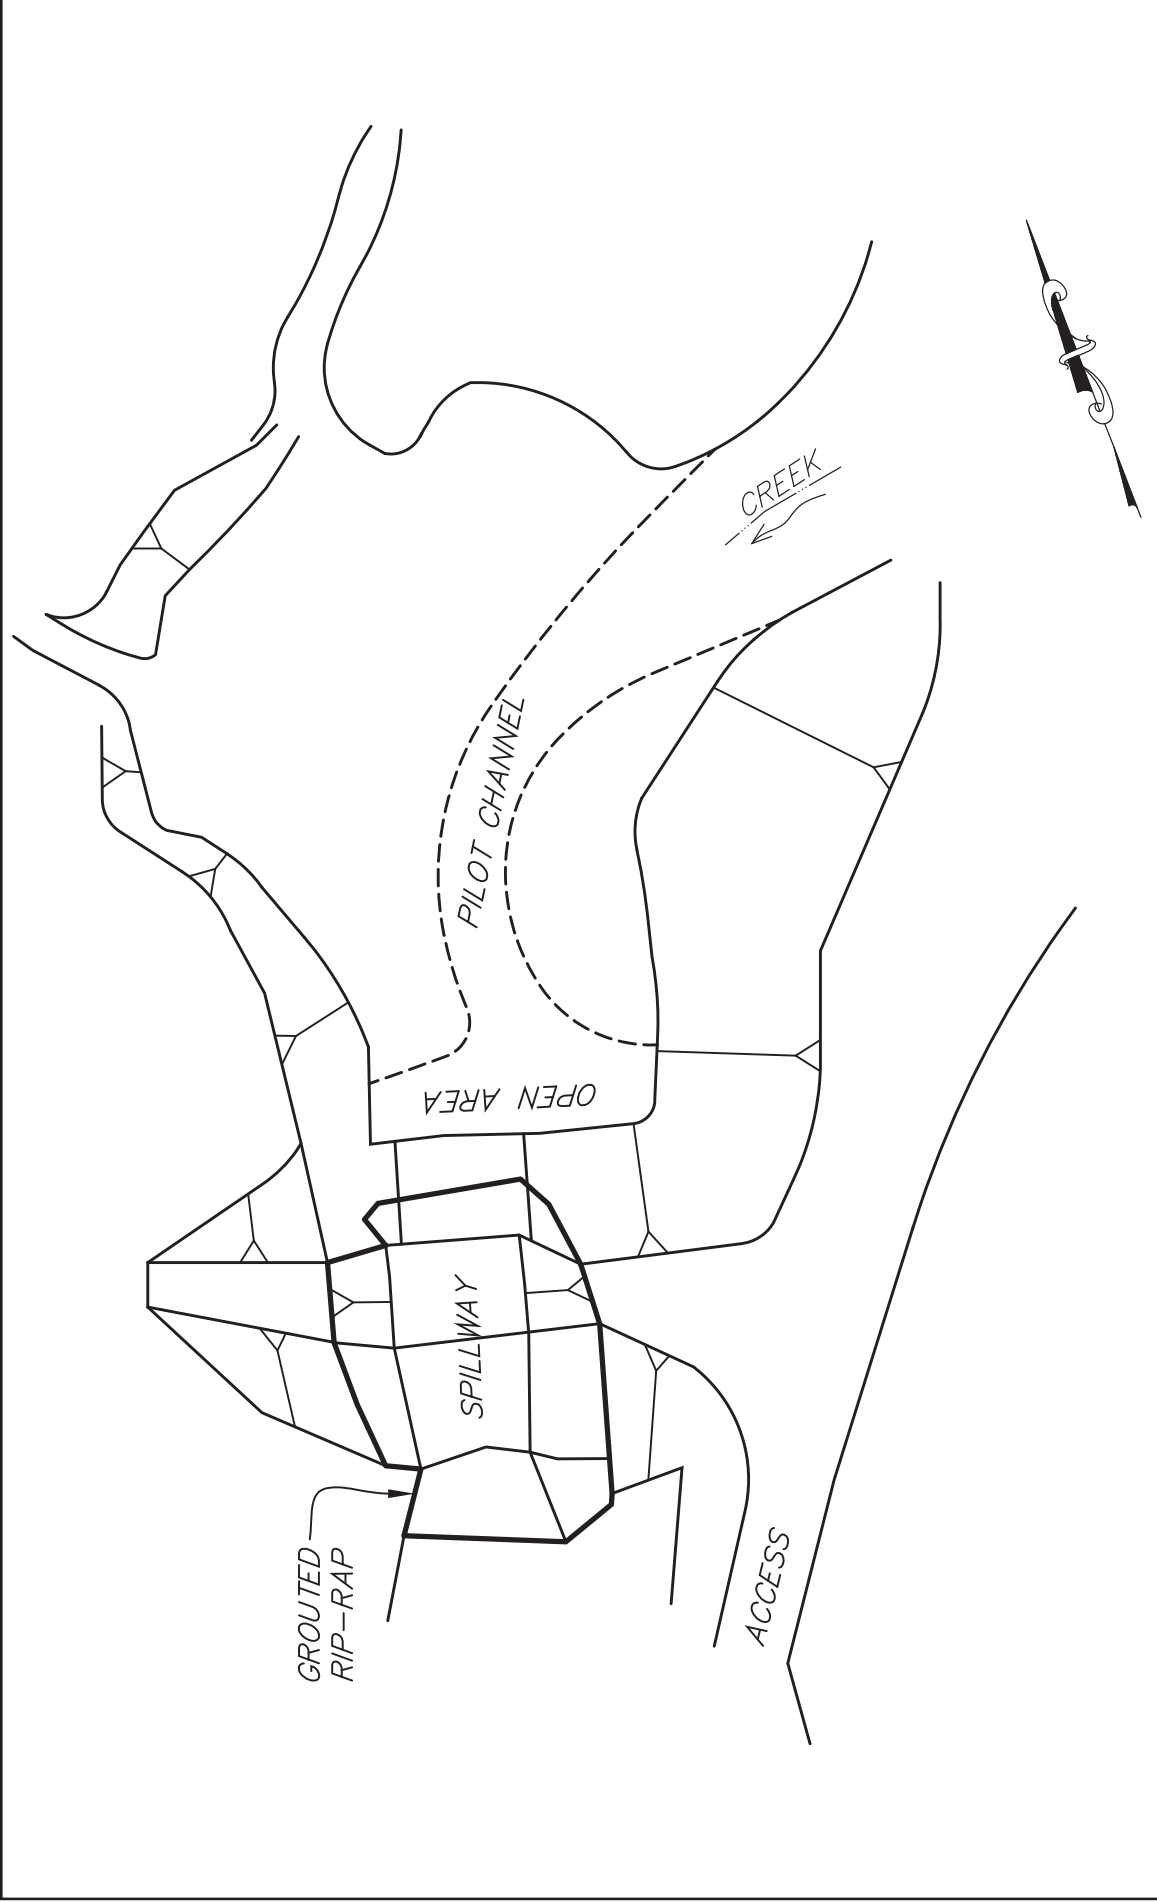 CREEK
PILOT CHANNEL
OPEN AREA
SPILLWAY
GROUTED
RIP-RAP
ACCESS